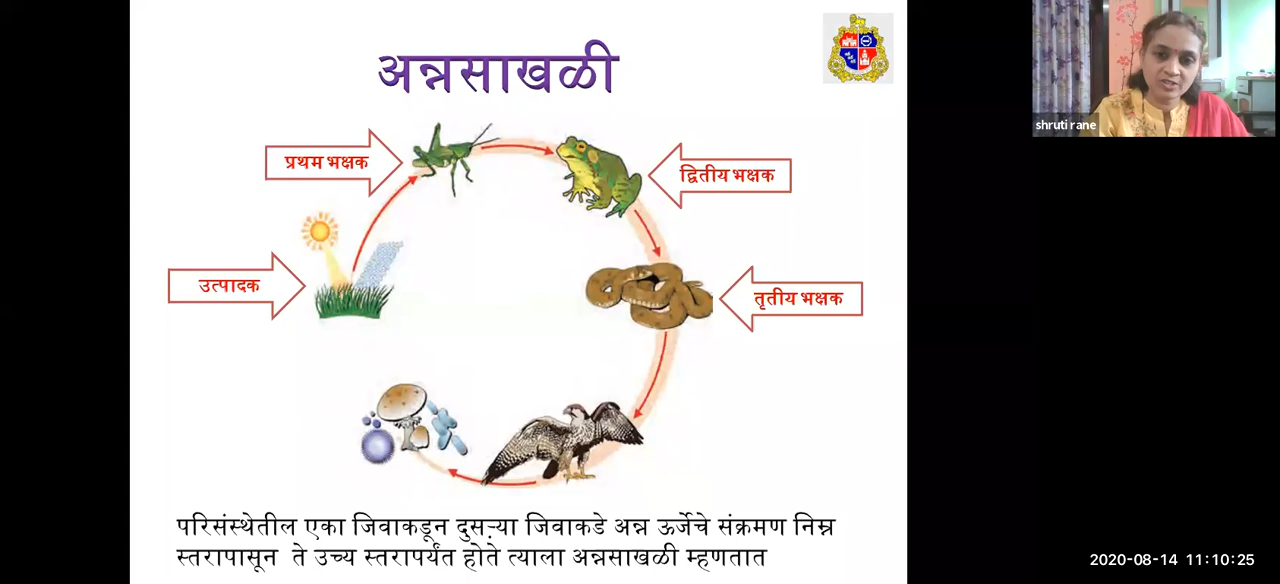 अन्नसाखळी
shruti rane
प्रथम भक्षक
द्वितीय भक्षक
उत्पादक
तृतीय भक्षक
परिसंस्थेतील एका जिवाकडून दुसऱ्या जिवाकडे अन्न ऊर्जेचे संक्रमण निम्न
स्तरापासून ते उच्य स्तरापर्यंत होते त्याला अन्नसाखळी म्हणतात
2020-08-14 11:10:25